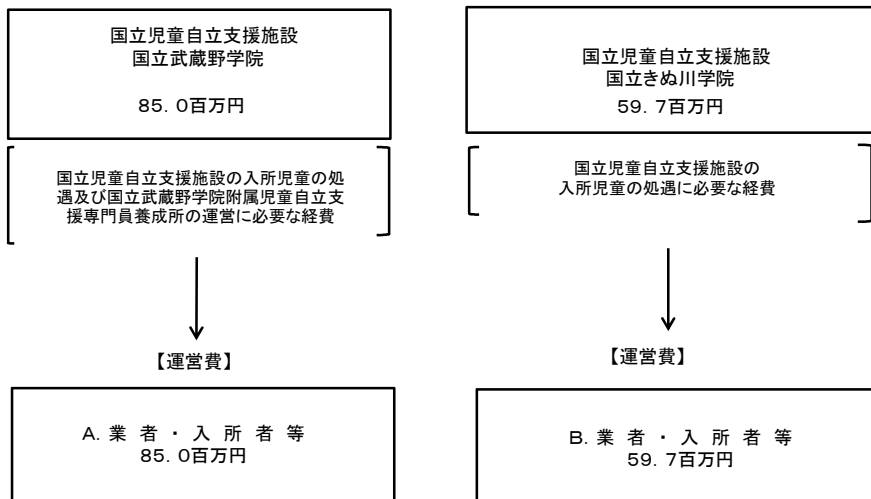 国立児童自立支援施設
国立武蔵野学院
85.0百万円
国立児童自立支援施設の入所児童の処
遇及び国立武蔵野学院附属児童自立支
援専門員養成所の運営に必要な経費
【運営費】
A.業者・入所者等
85.0百万円
国立児童自立支援施設
国立きぬ川学院
59.7百万円
国立児童自立支援施設の
入所児童の処遇に必要な経費
【運営費】
B.業者・入所者等
59.7百万円